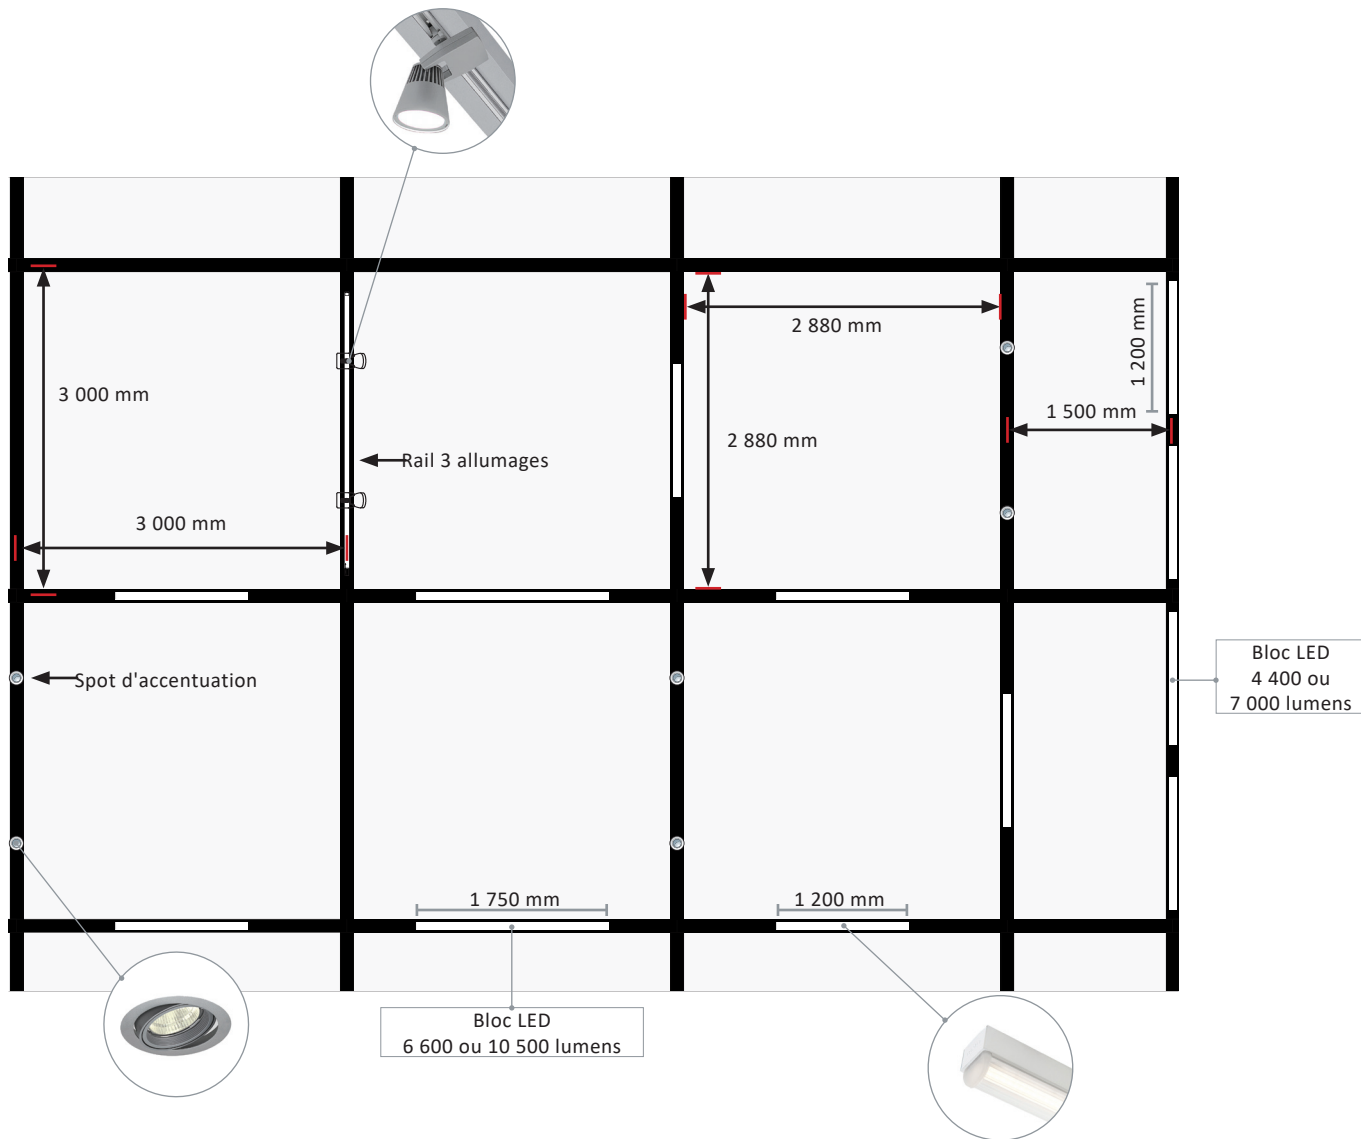 2 880 mm
1 200 mm
3 000 mm
1 500 mm
2 880 mm
Rail 3 allumages
3 000 mm
Spot d'accentuation
Bloc LED
4 400 ou
7 000 lumens
1 750 mm
1 200 mm
Bloc LED
6 600 ou 10 500 lumens